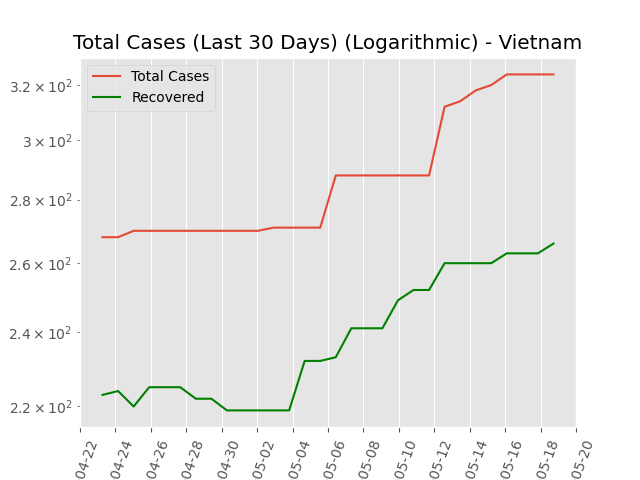 Total Cases (Last 30 Days) (Logarithmic) - Vietnam
Total Cases
Recovered
3.2 × 10²
3 × 10²
2.8 × 10²
2.6 × 10²
2.4 × 10²
2.2 × 10²
04-22
04-24
04-26
04-28
04-30
05-02
05-04
05-06
05-08
05-10
05-12
05-14
05-16
05-18
05-20